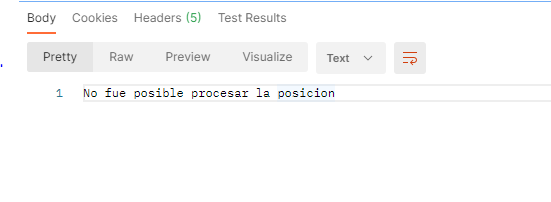 Body Cookies Headers (5) Test Results
Pretty Raw Preview Visualize Text
1 No fue posible procesar la posicion